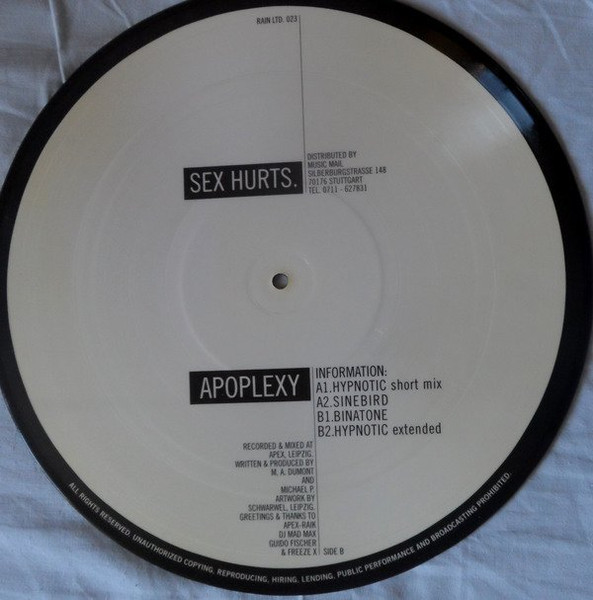 RAIN LTD. 023
SEX HURTS.
DISTRIBUTED BY
MUSIC MAIL
SILBERBURGSTRASSE 148
70176 STUTTGART
TEL. 0711 - 627831
APOPLEXY
INFORMATION:
A1.HYPNOTIC short mix
A2.SINEBIRD
B1.BINATONE
B2.HYPNOTIC extended
RECORDED & MIXED AT
APEX, LEIPZIG.
WRITTEN & PRODUCED BY
M. A. DUMONT
AND
MICHAEL P.
ARTWORK BY
SCHWARWEL, LEIPZIG.
GREETINGS & THANKS TO
APEX-RAIK
DJ MAD MAX
GUIDO FISCHER
& FREEZE X
SIDE B
ALL RIGHTS RESERVED. UNAUTHORIZED COPYING, REPRODUCING, HIRING, LENDING, PUBLIC PERFORMANCE AND BROADCASTING PROHIBITED.